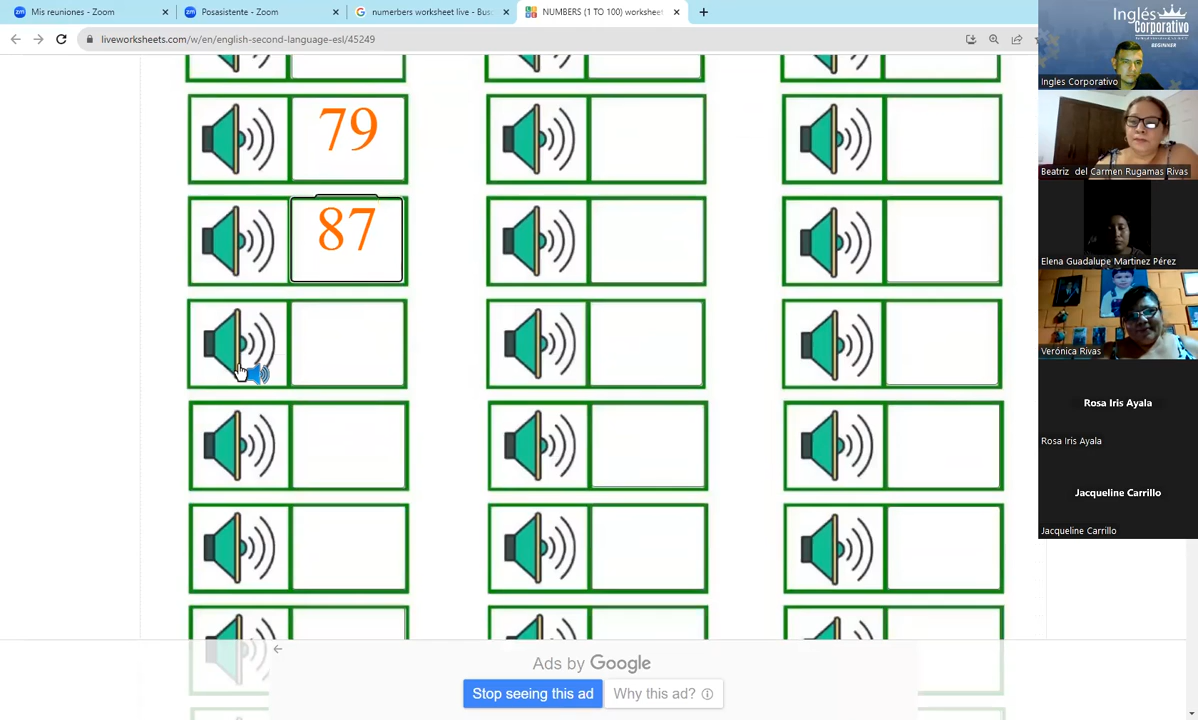 Mis reuniones - Zoom
Posasistente - Zoom
numerbers worksheet live - Bus
NUMBERS (1 TO 100) workshee
liveworksheets.com/w/en/english-second-language-esl/45249
79
87
Ads by Google
Stop seeing this ad
Why this ad?
Inglés
Corporativo
BEGINNER
Ingles Corporativo
Beatriz del Carmen Rugamas Rivas
Elena Guadalupe Martinez Pérez
Verónica Rivas
Rosa Iris Ayala
Rosa Iris Ayala
Jacqueline Carrillo
Jacqueline Carrillo